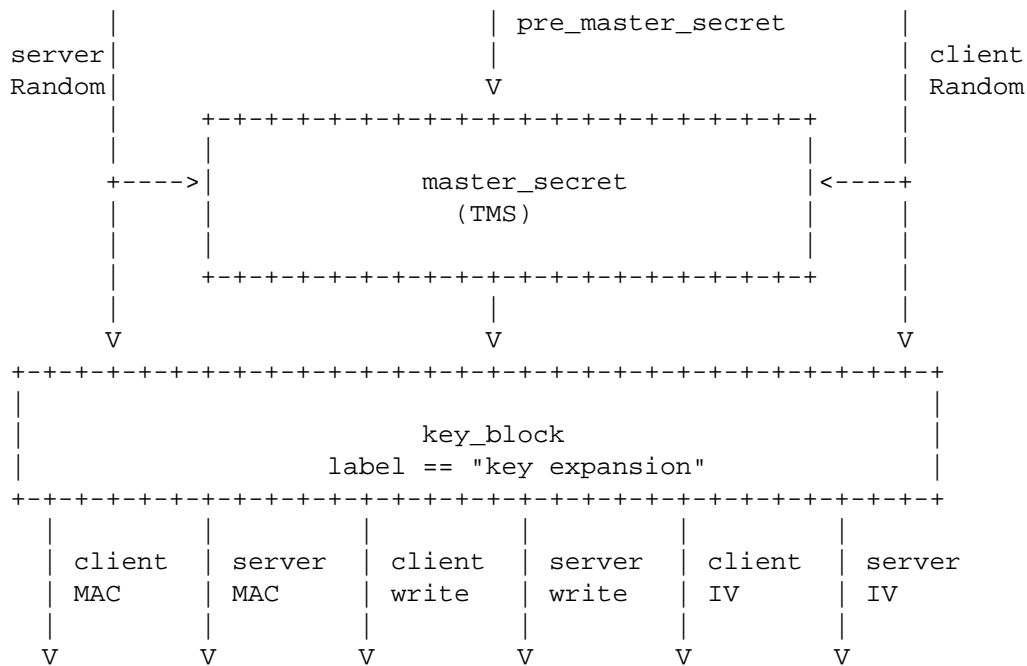 pre_master_secret
server client
Random Random
master_secret
(TMS)
key_block
label == "key expansion"
client server client server client server
MAC MAC write write IV IV